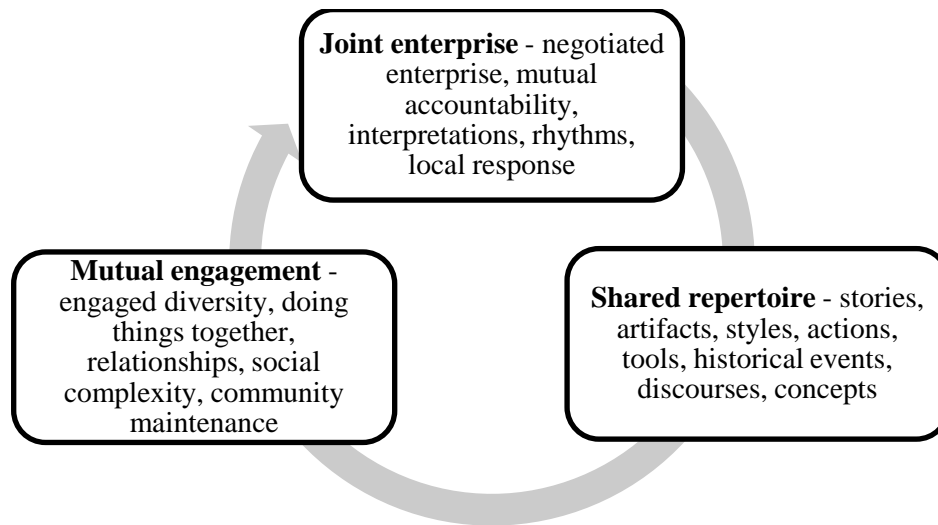 Joint enterprise - negotiated
enterprise, mutual
accountability,
interpretations, rhythms,
local response
Mutual engagement -
engaged diversity, doing
things together,
relationships, social
complexity, community
maintenance
Shared repertoire - stories,
artifacts, styles, actions,
tools, historical events,
discourses, concepts